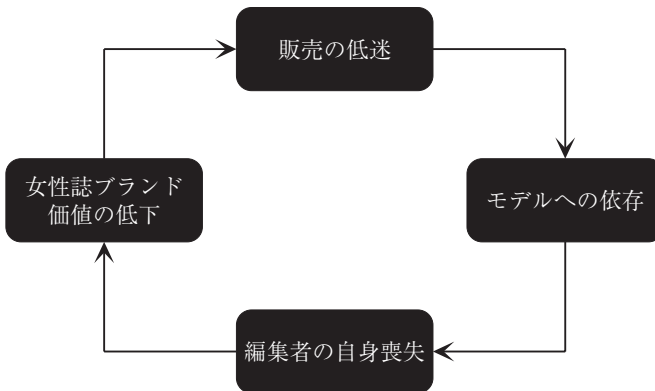 販売の低迷
女性誌ブランド
価値の低下
モデルへの依存
編集者の自身喪失